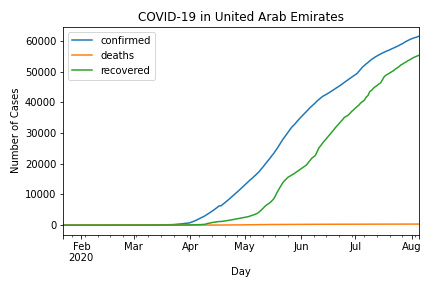 COVID-19 in United Arab Emirates
confirmed
deaths
recovered
Number of Cases
60000
50000
40000
30000
20000
10000
0
Feb Mar Apr May Jun Jul Aug
2020
Day